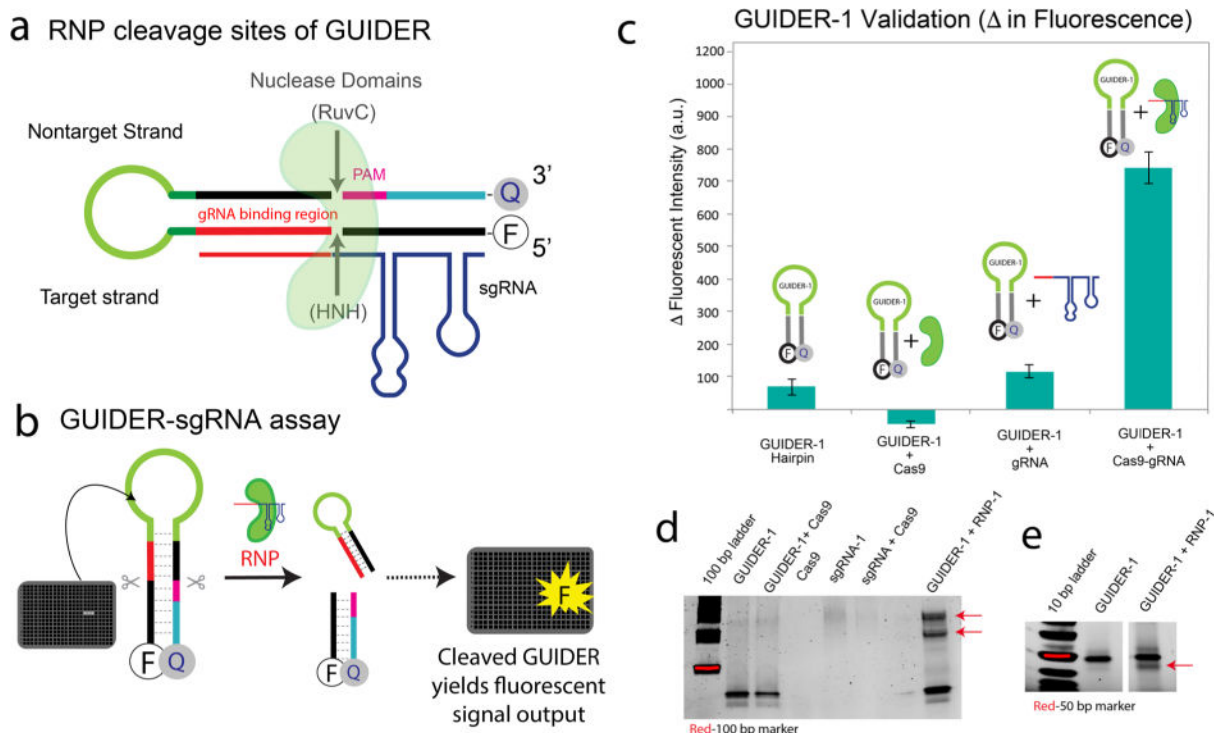 a RNP cleavage sites of GUIDER
Nuclease Domains
(RuvC)
Nontarget Strand
PAM
3’
Q
gRNA binding region
F
5’
Target strand
(HNH)
sgRNA
b GUIDER-sgRNA assay
RNP
F Q
F
Cleaved GUIDER
yields fluorescent
signal output
c GUIDER-1 Validation (Δ in Fluorescence)
Δ Fluorescent Intensity (a.u.)
1200
1000
900
800
700
600
500
400
300
200
100
GUIDER-1
F Q
GUIDER-1
+
F Q
GUIDER-1
+
F Q
GUIDER-1
+
F Q
GUIDER-1
Hairpin
GUIDER-1
+
Cas9
GUIDER-1
+
gRNA
GUIDER-1
+
Cas9-gRNA
d
100 bp ladder
GUIDER-1
GUIDER-1+ Cas9
Cas9
sgRNA-1
sgRNA + Cas9
GUIDER-1 + RNP-1
Red-100 bp marker
e
10 bp ladder
GUIDER-1
GUIDER-1 + RNP-1
Red-50 bp marker